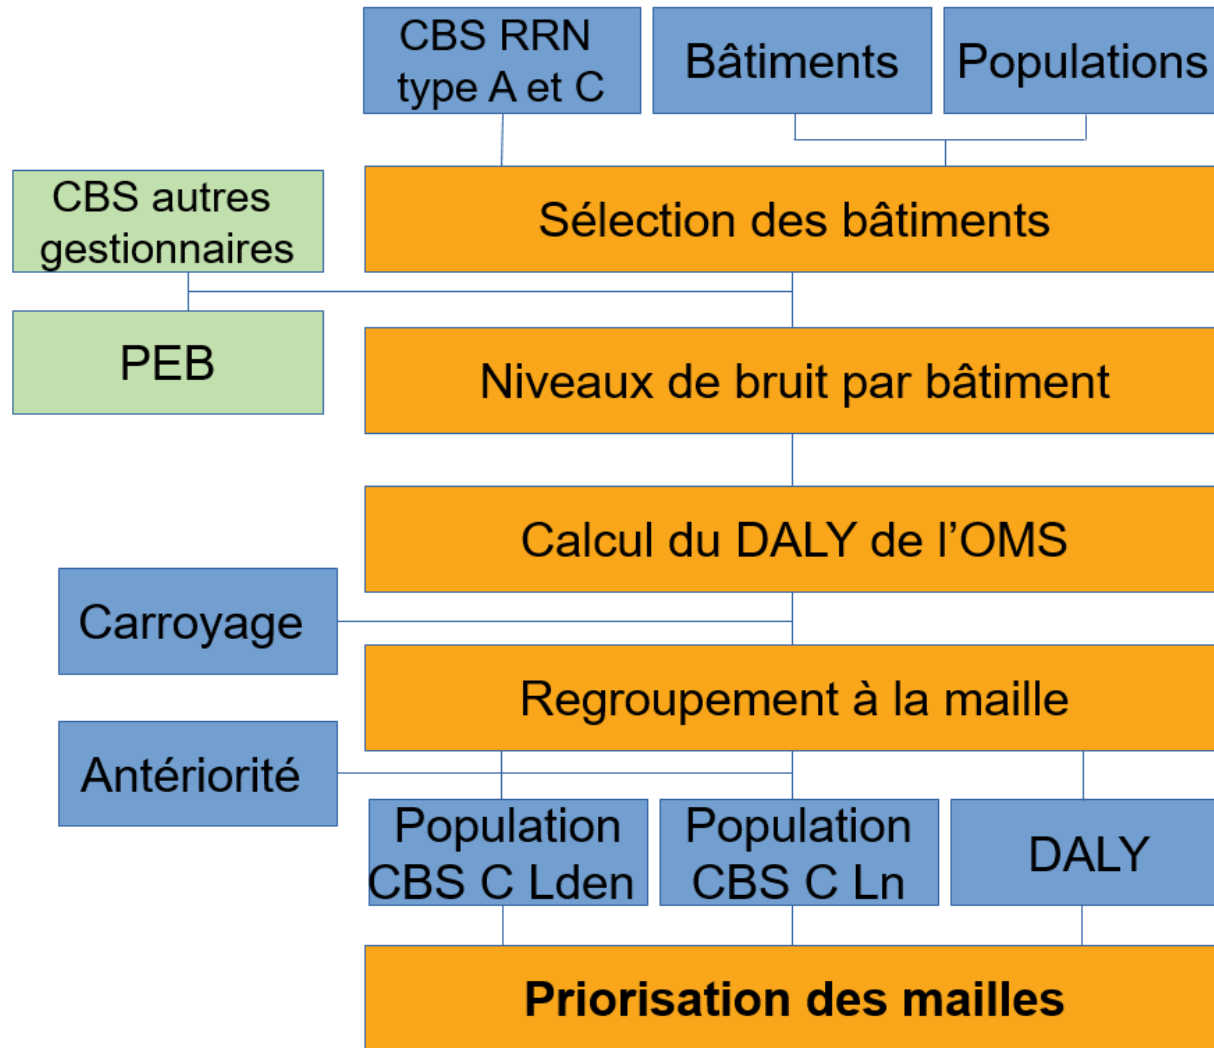 CBS RRN
type A et C
Bâtiments
Populations
CBS autres
gestionnaires
Sélection des bâtiments
PEB
Niveaux de bruit par bâtiment
Calcul du DALY de l’OMS
Carroyage
Regroupement à la maille
Antériorité
Population
CBS C Lden
Population
CBS C Ln
DALY
Priorisation des mailles